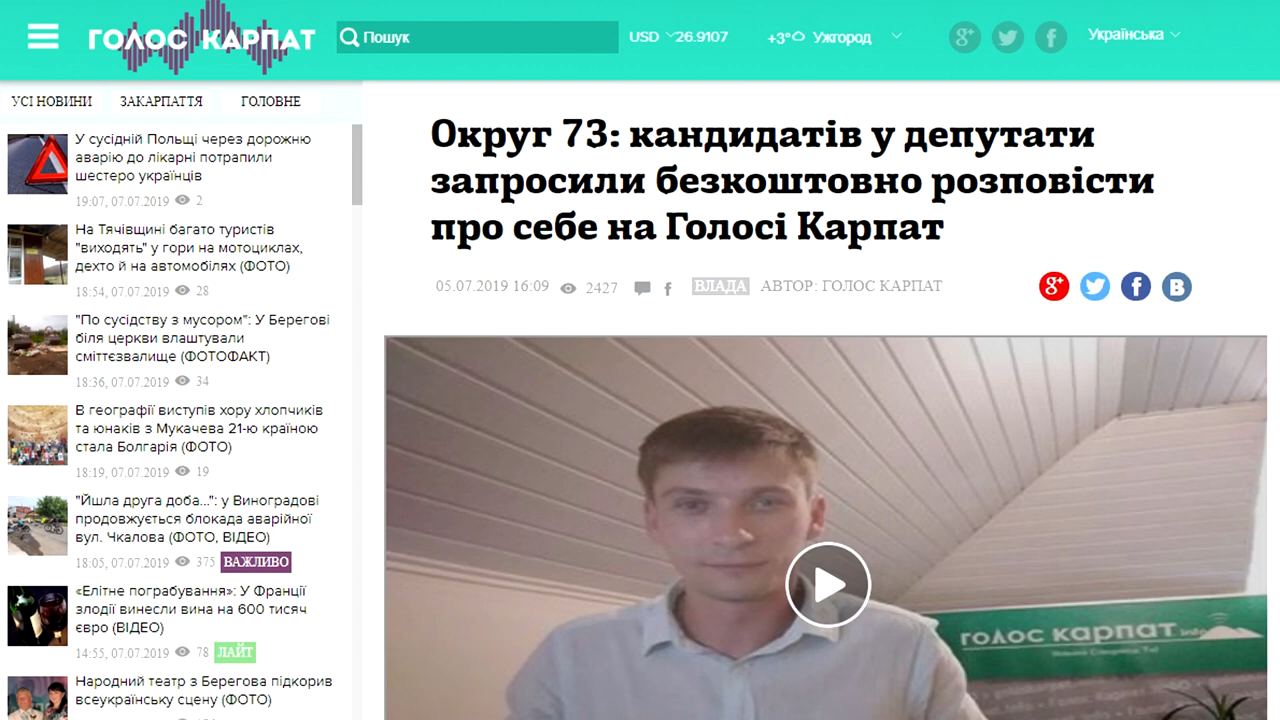 ГОЛОС КАРПАТ
Пошук
USD 26.9107
+3° Ужгород
Українська
УСІ НОВИНИ ЗАКАРПАТТЯ ГОЛОВНЕ
У сусідній Польщі через дорожню
аварію до лікарні потрапили
шестеро українців
19:07, 07.07.2019 2
На Тячівщині багато туристів
"виходять" у гори на мотоциклах,
дехто й на автомобілях (ФОТО)
18:54, 07.07.2019 28
"По сусідству з мусором": У Берегові
біля церкви влаштували
сміттєзвалище (ФОТОФАКТ)
18:36, 07.07.2019 34
В географії виступів хору хлопчиків
та юнаків з Мукачева 21-ю країною
стала Болгарія (ФОТО)
18:19, 07.07.2019 19
"Йшла друга доба...": у Виноградові
продовжується блокада аварійної
вул. Чкалова (ФОТО, ВІДЕО)
18:05, 07.07.2019 375 ВАЖЛИВО
«Елітне пограбування»: У Франції
злодії винесли вина на 600 тисяч
євро (ВІДЕО)
14:55, 07.07.2019 78 ЛАЙТ
Народний театр з Берегова підкорив
всеукраїнську сцену (ФОТО)
Округ 73: кандидатів у депутати
запросили безкоштовно розповісти
про себе на Голосі Карпат
05.07.2019 16:09 2427 ВЛАДА АВТОР: ГОЛОС КАРПАТ
голос карпат.info